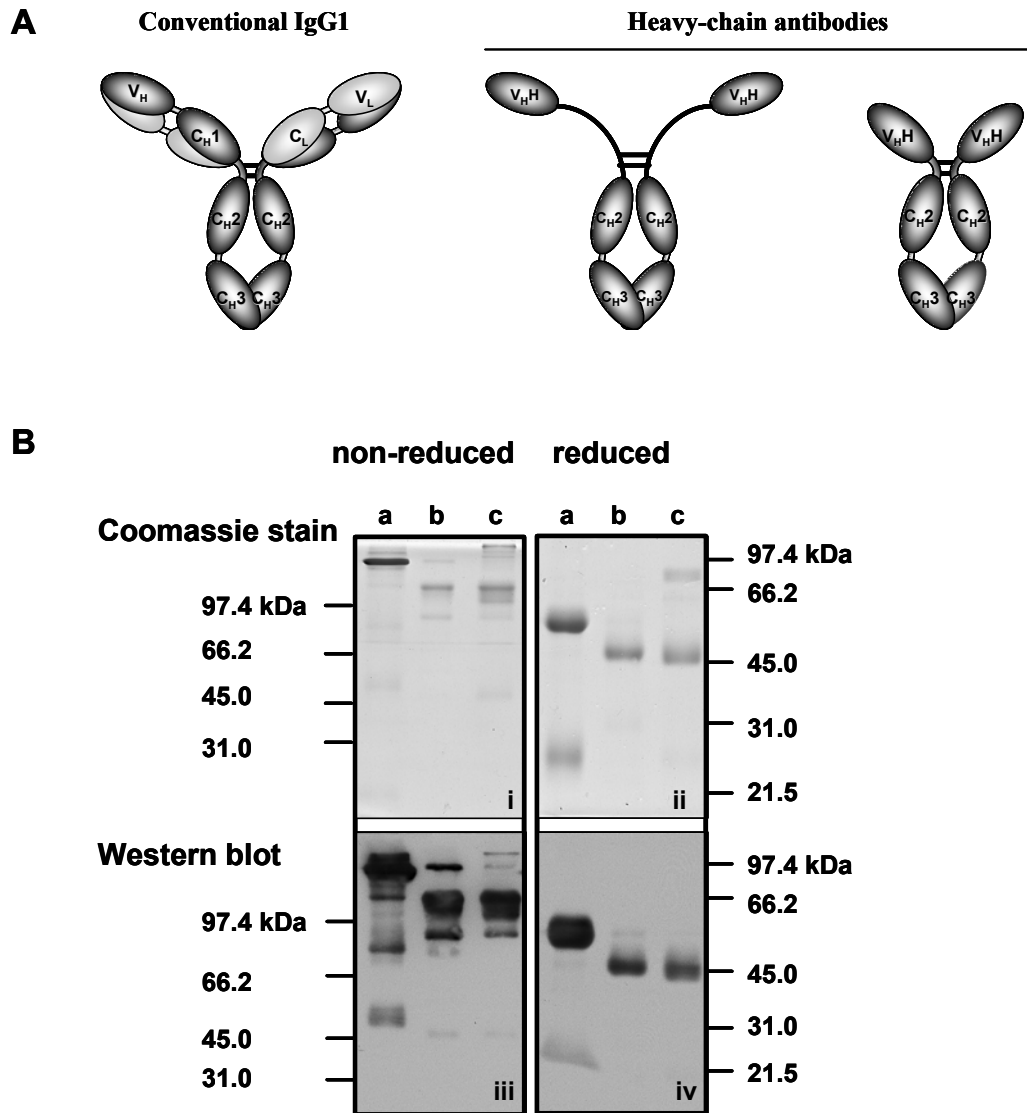 A
Conventional IgG1
Heavy-chain antibodies
VH
VL
CH1
CL
CH2
CH2
CH3
CH3
VHH
VHH
CH2
CH2
CH3
CH3
VHH
VHH
CH2
CH2
CH3
CH3
B
non-reduced
reduced
a b c
a b c
Coomassie stain
97.4 kDa
66.2
45.0
31.0
i
97.4 kDa
66.2
45.0
31.0
21.5
ii
Western blot
97.4 kDa
66.2
45.0
31.0
iii
97.4 kDa
66.2
45.0
31.0
21.5
iv